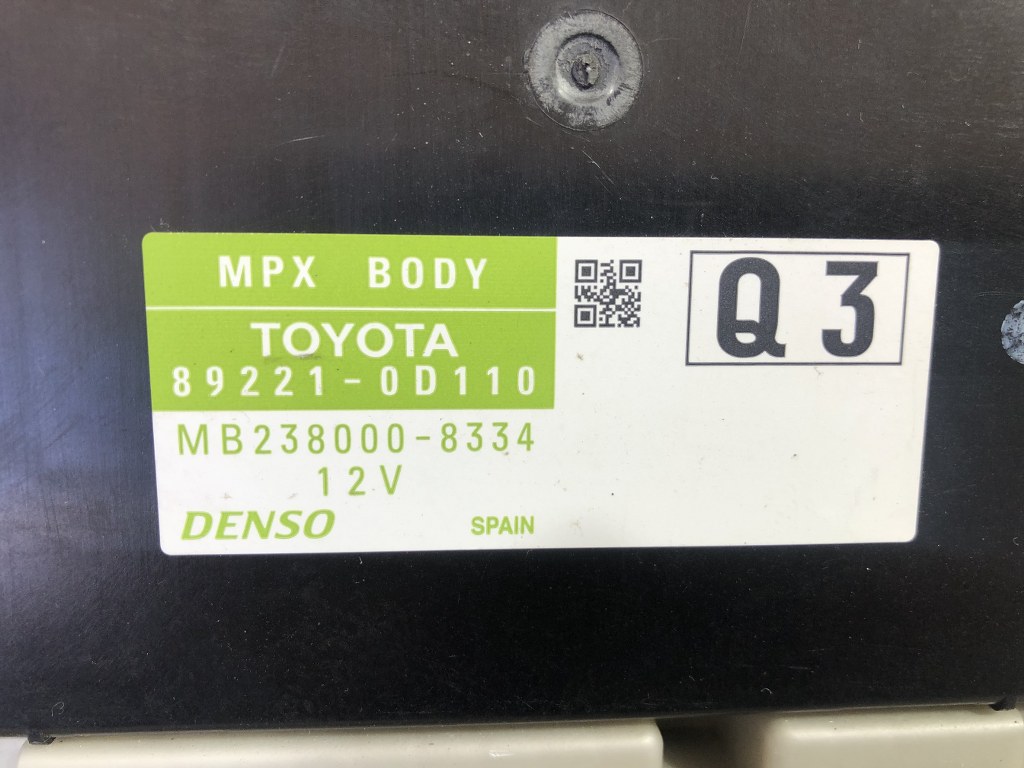 MPX BODY
TOYOTA
89221-0D110
MB238000-8334
12V
DENSO SPAIN
Q3